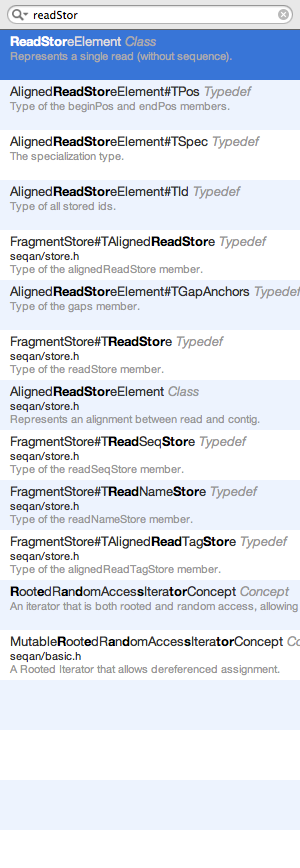 readStor
ReadStoreElement Class
Represents a single read (without sequence).
AlignedReadStoreElement#TPos Typedef
Type of the beginPos and endPos members.
AlignedReadStoreElement#TSpec Typedef
The specialization type.
AlignedReadStoreElement#TId Typedef
Type of all stored ids.
FragmentStore#TAlignedReadStore Typedef
seqan/store.h
Type of the alignedReadStore member.
AlignedReadStoreElement#TGapAnchors Typedef
Type of the gaps member.
FragmentStore#TReadStore Typedef
seqan/store.h
Type of the readStore member.
AlignedReadStoreElement Class
seqan/store.h
Represents an alignment between read and contig.
FragmentStore#TReadSeqStore Typedef
seqan/store.h
Type of the readSeqStore member.
FragmentStore#TReadNameStore Typedef
seqan/store.h
Type of the readNameStore member.
FragmentStore#TAlignedReadTagStore Typedef
seqan/store.h
Type of the alignedReadTagStore member.
RootedRandomAccessIteratorConcept Concept
An iterator that is both rooted and random access, allowing
MutableRootedRandomAccessIteratorConcept Co
seqan/basic.h
A Rooted Iterator that allows dereferenced assignment.